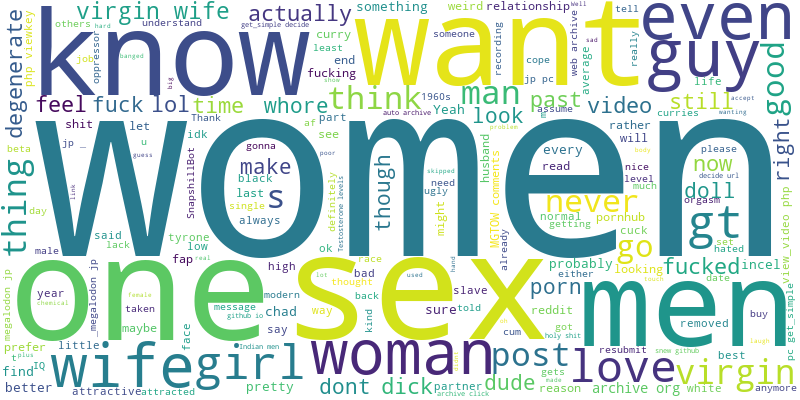 degenerate
php viewkey
others
hard
oppressor
job
banged
understand
virgin wife
know
big
actually
get_simple decide
least
fucking
lol
time
something
curry
end
weird
relationship
someone
recording
cope
jp pc
want
1960s
web archive
Well
average
sad
tell
really
even
guy
life
accept
wanting
good
feel
fuck
whore
think
man
past
video
still
shit
let
Thank
af
part
Yeah
look
assume
m
rather
will
curries
please
right
beta
jp _
u
guess
idk
gonna
see
auto archive
problem
women
thing
link
SnapshillBot
make
black
last
s
single
always
definitely
poor
Testosterone levels
though
skipped
need
ugly
might
husband
MGTOW comments
every
read
never
normal
getting
nice
level
body
much
now
decide url
doll
orgasm
gt
view_video php
day
said
lack
male
tyrone
low
fap
real
ok
high
race
lot
thought
bad
used
hand
slave
already
go
pornhub
cuck
looking
touch
set
hated
fucked
date
incel
one
sex
men
megalodon jp
_megalodon jp
year
taken
maybe
chemical
female
message
github io
modern
chad
say
way
back
kind
told
sure
cum
oh
porn
probably
either
reddit
got
holy shit
removed
buy
pc get_simple
t
plus
prefer
IQ
little
face
Indian men
wife
girl
woman
post
love
resubmit
snew github
best
laugh
virgin
find
better
attractive
attracted
pretty
dont
dick
partner
archive click
dude
gets
made
reason
archive org
white
anymore
show